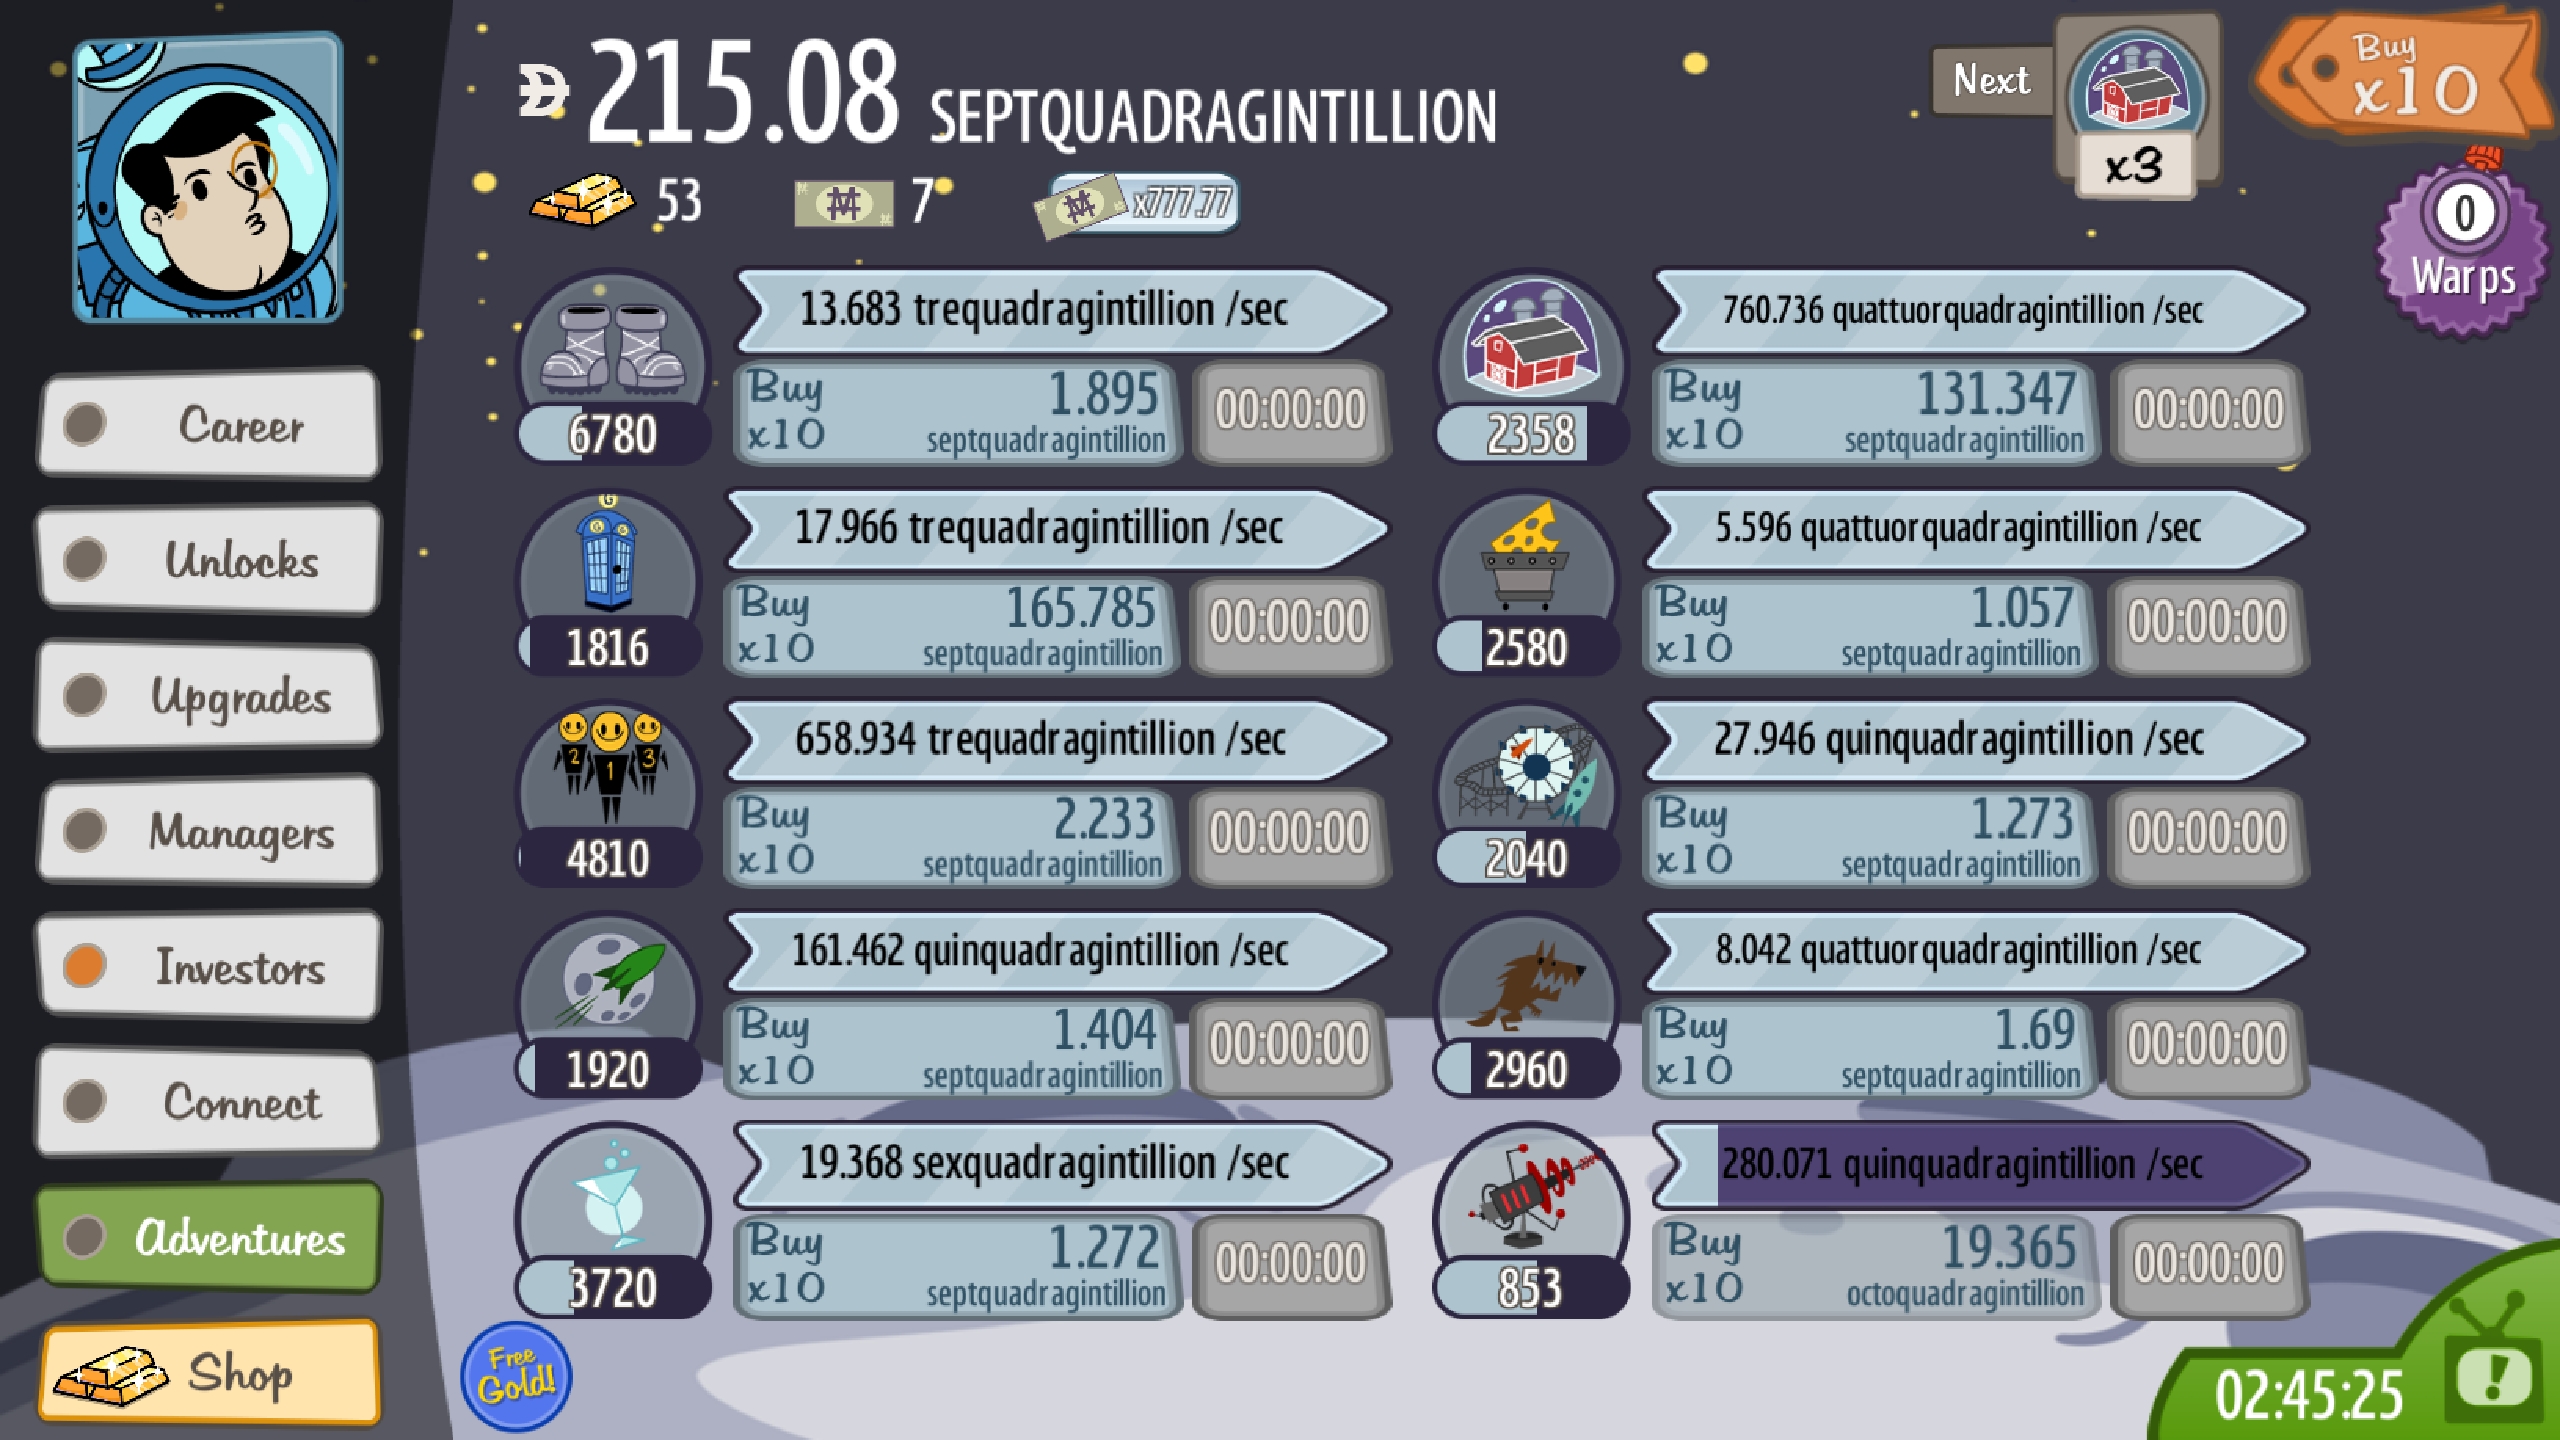 215.08 SEPTQUADRAGINTILLION
Next
x3
Buy
x10
53
7
x777.77
0
Warps
Career
Unlocks
Upgrades
Managers
Investors
Connect
Adventures
Shop
13.683 trequadragintillion /sec
Buy
x10
1.895
septquadragintillion
00:00:00
6780
760.736 quattuorquadragintillion /sec
Buy
x10
131.347
septquadragintillion
00:00:00
2358
G
G G
17.966 trequadragintillion /sec
Buy
x10
165.785
septquadragintillion
00:00:00
1816
5.596 quattuorquadragintillion /sec
Buy
x10
1.057
septquadragintillion
00:00:00
2580
2 1 3
658.934 trequadragintillion /sec
Buy
x10
2.233
septquadragintillion
00:00:00
4810
27.946 quinquadragintillion /sec
Buy
x10
1.273
septquadragintillion
00:00:00
2040
161.462 quinquadragintillion /sec
Buy
x10
1.404
septquadragintillion
00:00:00
1920
8.042 quattuorquadragintillion /sec
Buy
x10
1.69
septquadragintillion
00:00:00
2960
19.368 sexquadragintillion /sec
Buy
x10
1.272
septquadragintillion
00:00:00
3720
280.071 quinquadragintillion /sec
Buy
x10
19.365
octoquadragintillion
00:00:00
853
Free
Gold!
02:45:25
!